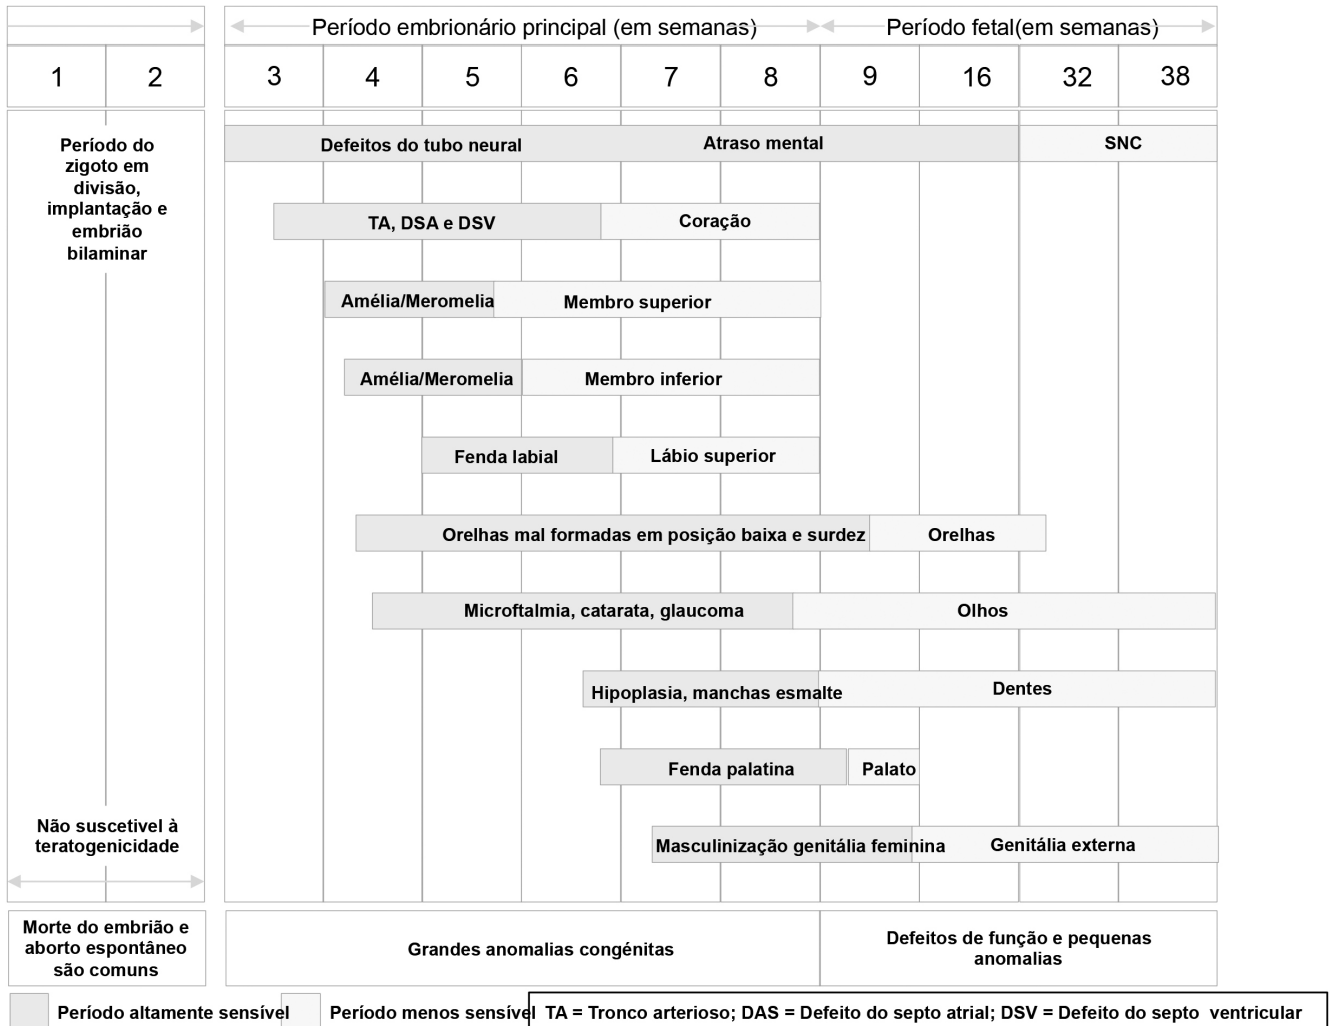 Período embrionário principal (em semanas)
Período fetal(em semanas)
1 2 3 4 5 6 7 8 9 16 32 38
Período do
zigoto em
divisão,
implantação e
embrião
bilaminar
Não suscetivel à
teratogenicidade
Defeitos do tubo neural Atraso mental SNC
TA, DSA e DSV Coração
Amélia/Meromelia Membro superior
Amélia/Meromelia Membro inferior
Fenda labial Lábio superior
Orelhas mal formadas em posição baixa e surdez Orelhas
Microftalmia, catarata, glaucoma Olhos
Hipoplasia, manchas esmalte Dentes
Fenda palatina Palato
Masculinização genitália feminina Genitália externa
Morte do embrião e
aborto espontâneo
são comuns
Grandes anomalias congénitas
Defeitos de função e pequenas
anomalias
Período altamente sensível
Período menos sensível
TA = Tronco arterioso; DAS = Defeito do septo atrial; DSV = Defeito do septo ventricular